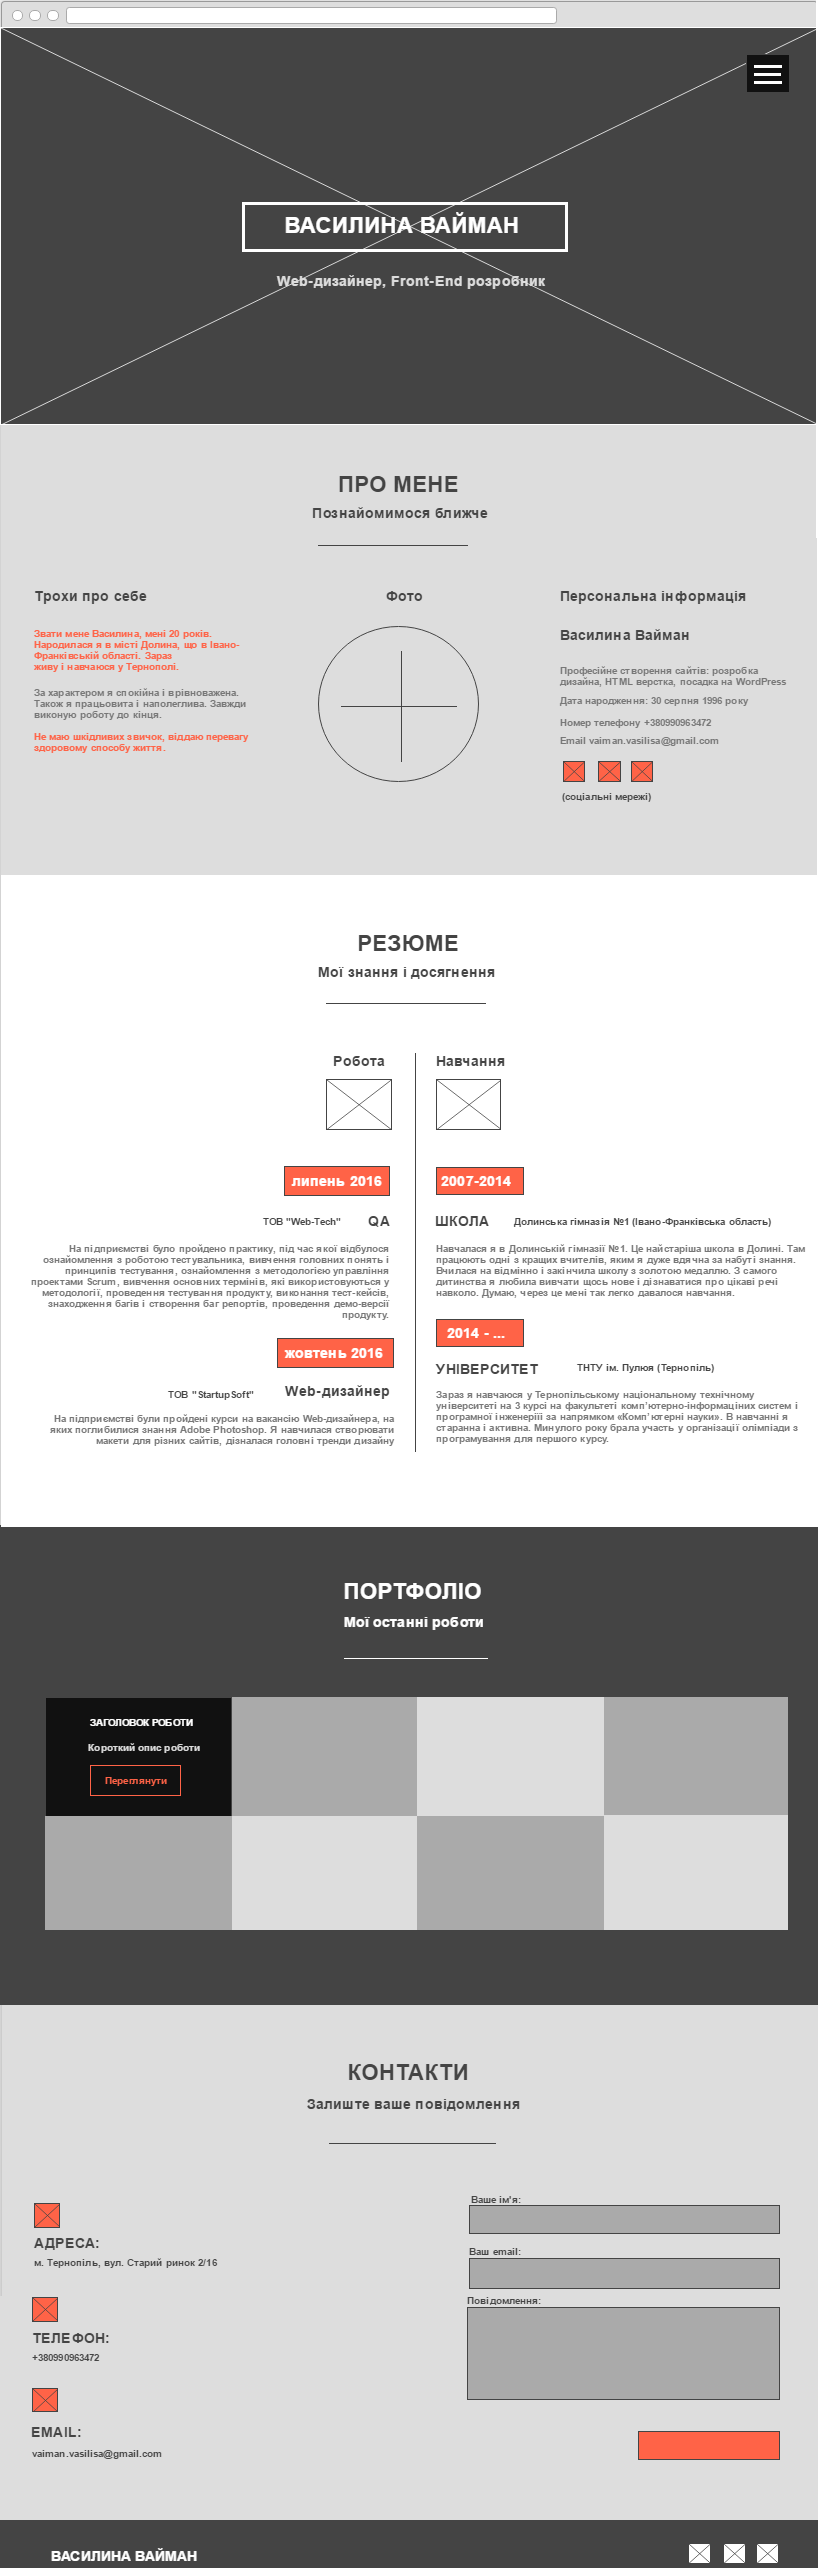 ВАСИЛИНА ВАЙМАН
Web-дизайнер, Front-End розробник
ПРО МЕНЕ
Познайомимося ближче
Трохи про себе
Звати мене Василина, мені 20 років.
Народилася я в місті Долина, що в Івано-
Франківській області. Зараз
живу і навчаюся у Тернополі.
За характером я спокійна і врівноважена.
Також я працьовита і наполеглива. Завжди
виконую роботу до кінця.
Не маю шкідливих звичок, віддаю перевагу
здоровому способу життя.
Фото
Персональна інформація
Василина Вайман
Професійне створення сайтів: розробка
дизайна, HTML верстка, посадка на WordPress
Дата народження: 30 серпня 1996 року
Номер телефону +380990963472
Email vaiman.vasilisa@gmail.com
(соціальні мережі)
РЕЗЮМЕ
Мої знання і досягнення
Робота
липень 2016
ТОВ "Web-Tech" QA
На підприємстві було пройдено практику, під час якої відбулося
ознайомлення з роботою тестувальника, вивчення головних понять і
принципів тестування, ознайомлення з методологією управління
проектами Scrum, вивчення основних термінів, які використовуються у
методології, проведення тестування продукту, виконання тест-кейсів,
знаходження багів і створення баг репортів, проведення демо-версії
продукту.
жовтень 2016
ТОВ "StartupSoft" Web-дизайнер
На підприємстві були пройдені курси на вакансію Web-дизайнера, на
яких поглибилися знання Adobe Photoshop. Я навчилася створювати
макети для різних сайтів, дізналася головні тренди дизайну
Навчання
2007-2014
ШКОЛА Долинська гімназія №1 (Івано-Франківська область)
Навчалася я в Долинській гімназії №1. Це найстаріша школа в Долині. Там
працюють одні з кращих вчителів, яким я дуже вдячна за набуті знання.
Вчилася на відмінно і закінчила школу з золотою медаллю. З самого
дитинства я любила вивчати щось нове і дізнаватися про цікаві речі
навколо. Думаю, через це мені так легко давалося навчання.
2014 - ...
УНІВЕРСИТЕТ ТНТУ ім. Пулюя (Тернопіль)
Зараз я навчаюся у Тернопільському національному технічному
університеті на 3 курсі на факультеті комп'ютерно-інформаціних систем і
програмної інженеріїі за напрямком «Комп'ютерні науки». В навчанні я
старанна і активна. Минулого року брала участь у організації олімпіади з
програмування для першого курсу.
ПОРТФОЛІО
Мої останні роботи
ЗАГОЛОВОК РОБОТИ
Короткий опис роботи
Переглянути
КОНТАКТИ
Залиште ваше повідомлення
АДРЕСА:
м. Тернопіль, вул. Старий ринок 2/16
ТЕЛЕФОН:
+380990963472
EMAIL:
vaiman.vasilisa@gmail.com
Ваше ім'я:
Ваш email:
Повідомлення:
ВАСИЛИНА ВАЙМАН